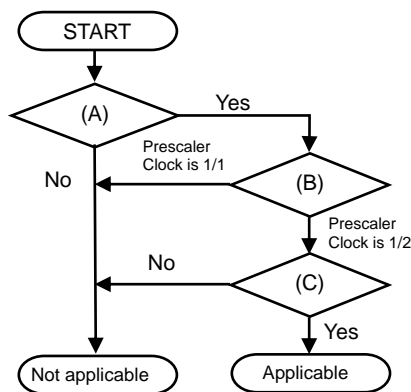 START
(A)
Yes
Prescaler
Clock is 1/1
No
(B)
Prescaler
Clock is 1/2
No
(C)
Yes
Not applicable
Applicable